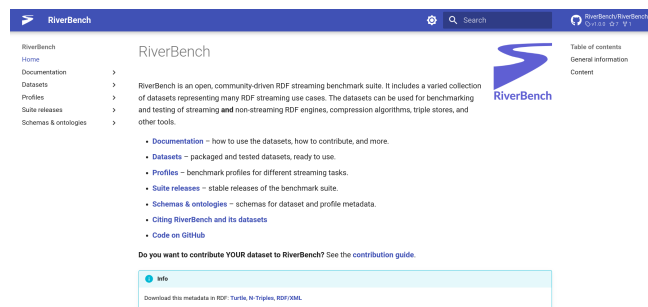 RiverBench
Search
RiverBench/RiverBench
v1.0.0 7 1
RiverBench
Home
Documentation
Datasets
Profiles
Suite releases
Schemas & ontologies
RiverBench
RiverBench is an open, community-driven RDF streaming benchmark suite. It includes a varied collection
of datasets representing many RDF streaming use cases. The datasets can be used for benchmarking
and testing of streaming and non-streaming RDF engines, compression algorithms, triple stores, and
other tools.
• Documentation – how to use the datasets, how to contribute, and more.
• Datasets – packaged and tested datasets, ready to use.
• Profiles – benchmark profiles for different streaming tasks.
• Suite releases – stable releases of the benchmark suite.
• Schemas & ontologies – schemas for dataset and profile metadata.
• Citing RiverBench and its datasets
• Code on GitHub
Do you want to contribute YOUR dataset to RiverBench? See the contribution guide.
Info
Download this metadata in RDF: Turtle, N-Triples, RDF/XML
RiverBench
Table of contents
General information
Content